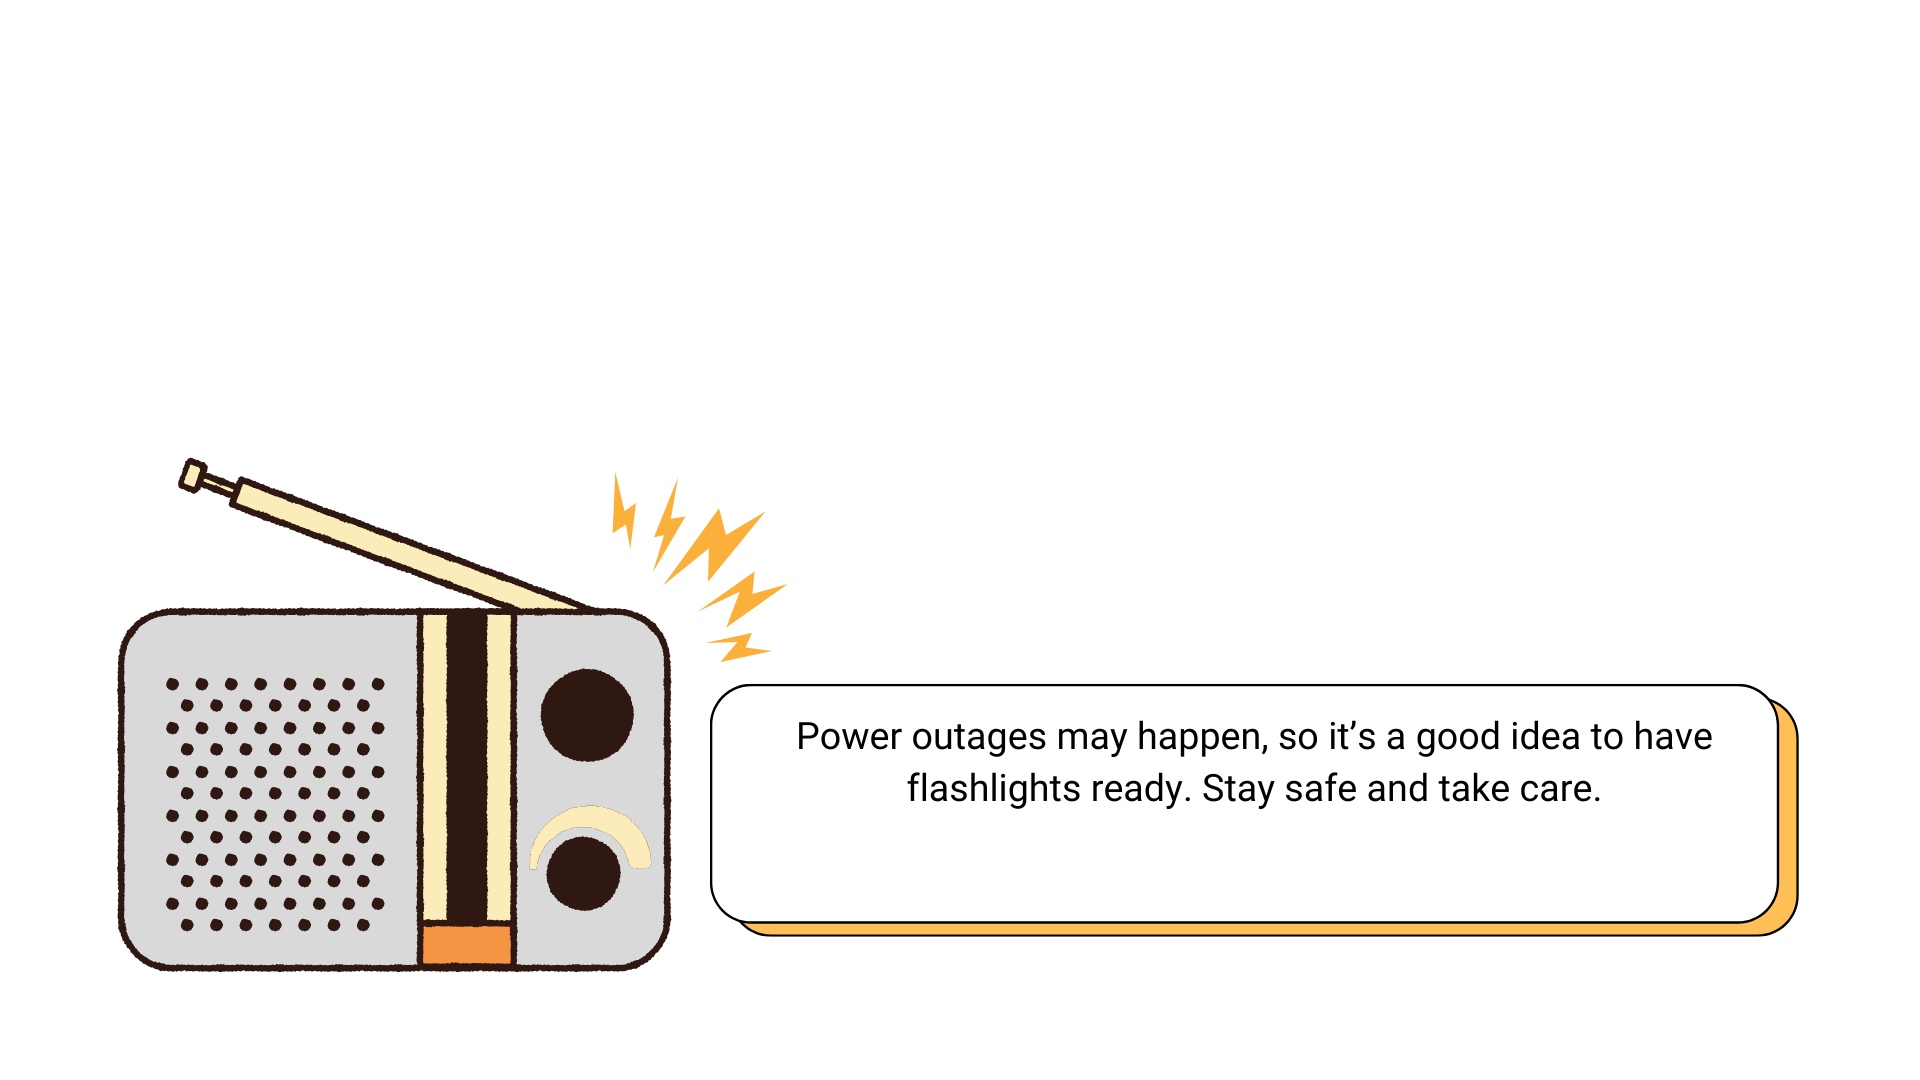 Power outages may happen, so it’s a good idea to have
flashlights ready. Stay safe and take care.